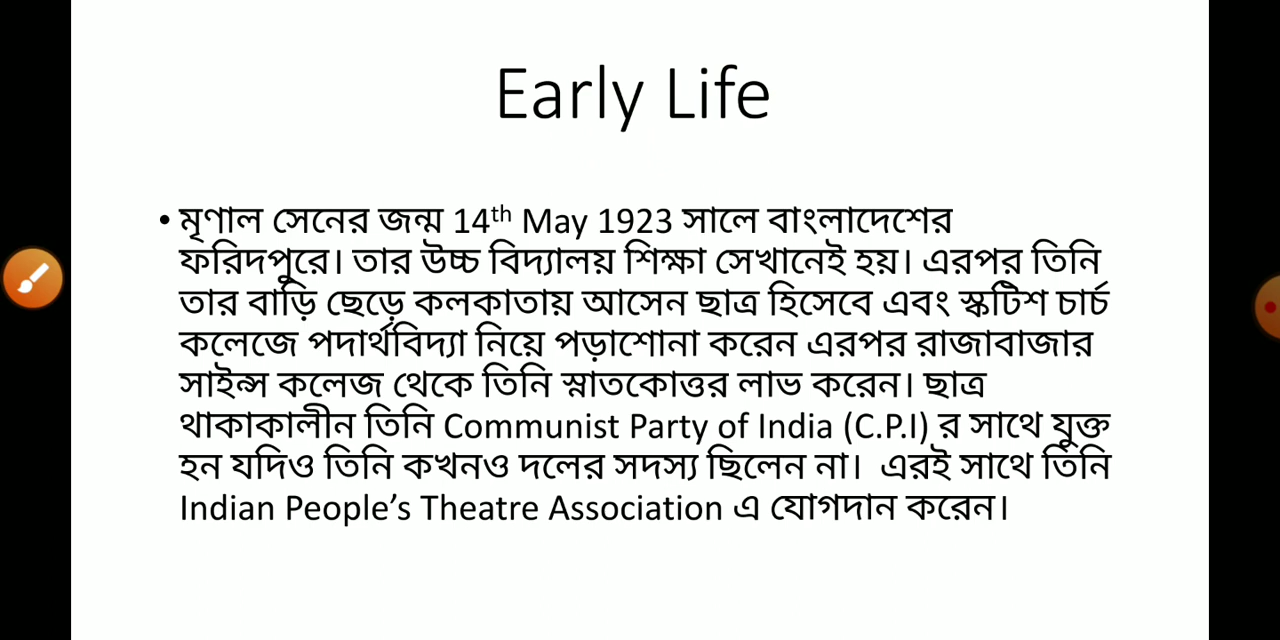 Early Life
• মৃণাল সেনের জন্ম 14th May 1923 সালে বাংলাদেশের
ফরিদপুরে। তার উচ্চ বিদ্যালয় শিক্ষা সেখানেই হয়। এরপর তিনি
তার বাড়ি ছেড়ে কলকাতায় আসেন ছাত্র হিসেবে এবং স্কটিশ চার্চ
কলেজে পদার্থবিদ্যা নিয়ে পড়াশোনা করেন এরপর রাজাবাজার
সাইন্স কলেজ থেকে তিনি স্নাতকোত্তর লাভ করেন। ছাত্র
থাকাকালীন তিনি Communist Party of India (C.P.I) র সাথে যুক্ত
হন যদিও তিনি কখনও দলের সদস্য ছিলেন না। এরই সাথে তিনি
Indian People’s Theatre Association এ যোগদান করেন।